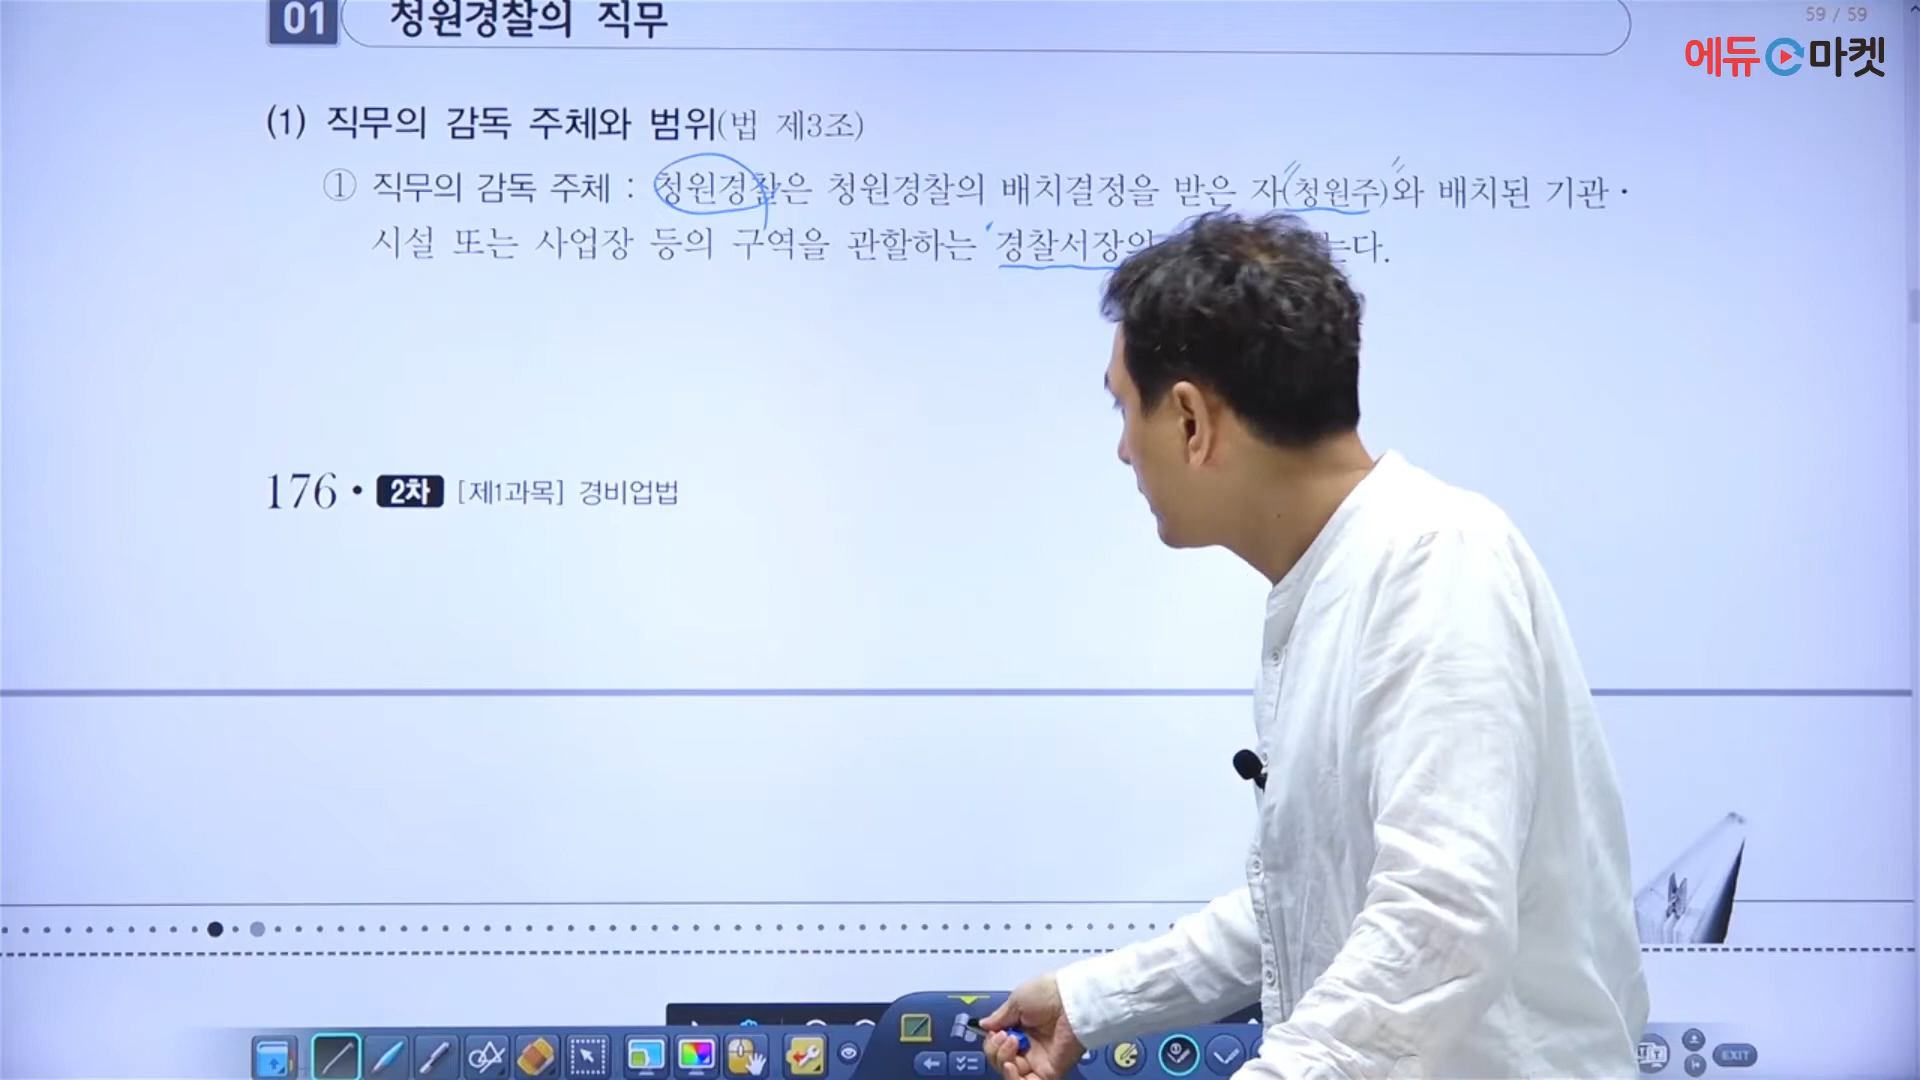 59 / 59
에듀 마켓
01 청원경찰의 직무
(1) 직무의 감독 주체와 범위(법 제3조)
① 직무의 감독 주체 : 청원경찰은 청원경찰의 배치결정을 받은 자(청원주)와 배치된 기관·
시설 또는 사업장 등의 구역을 관할하는 경찰서장의 는다.
176 • 2차 [제1과목] 경비업법
EXIT